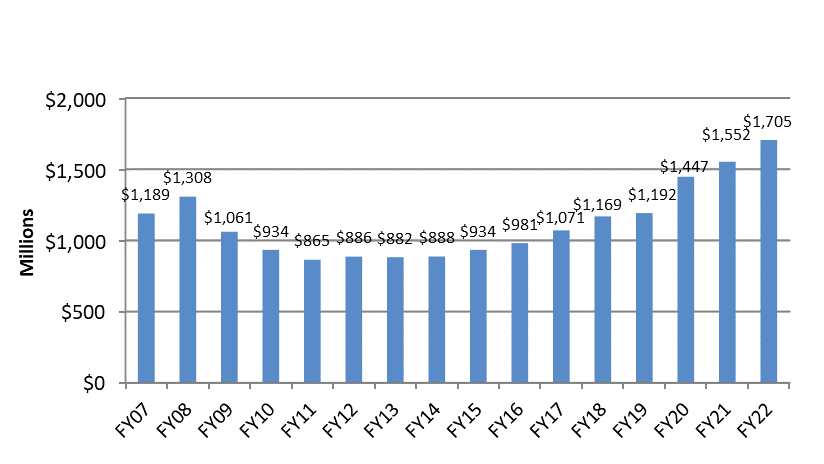 $2,000
$1,500
$1,000
$500
$0
Millions
$1,189
$1,308
$1,061
$934
$865
$886
$882
$888
$934
$981
$1,071
$1,169
$1,192
$1,447
$1,552
$1,705
FY07
FY08
FY09
FY10
FY11
FY12
FY13
FY14
FY15
FY16
FY17
FY18
FY19
FY20
FY21
FY22